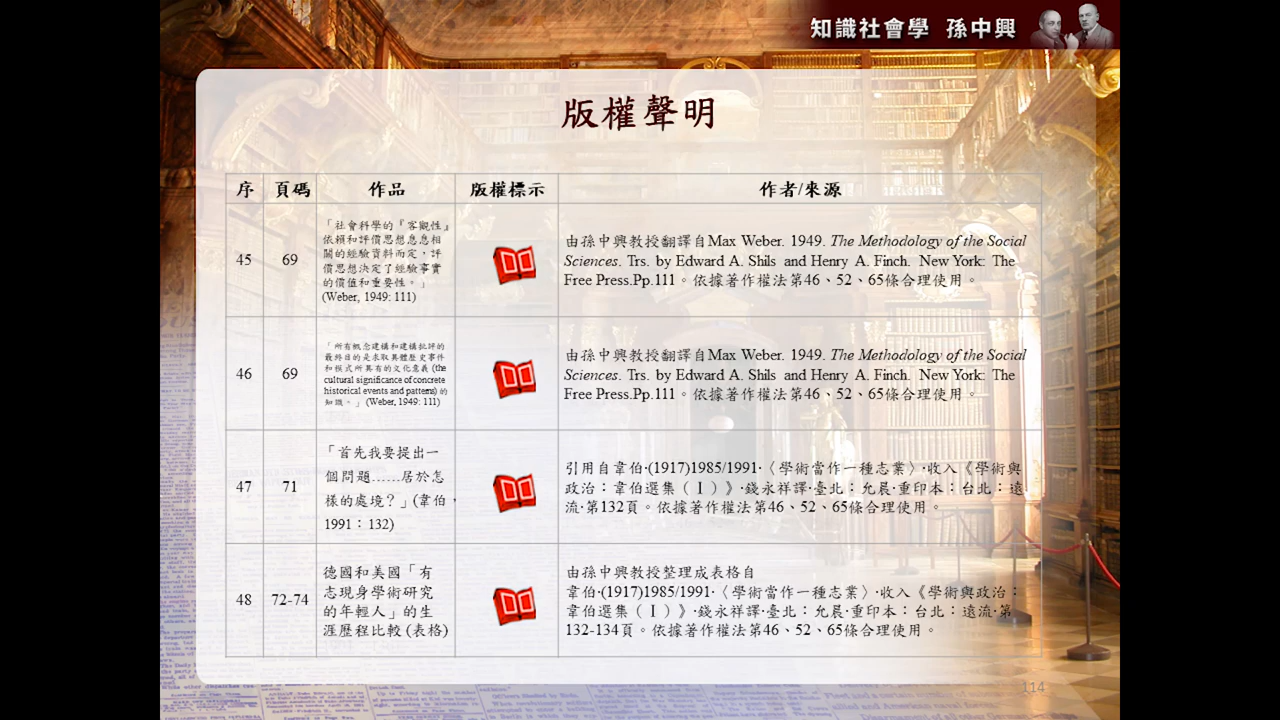 知識社會學 孫中興
版權聲明
序 頁碼 作品 版權標示 作者/來源
45 69
「社會科學的『客觀性』
依賴和評價思想息息相
關的經驗資料而定，評
價思想決定了經驗事實
的價值和重要性。」
(Weber, 1949: 111)
由孫中興教授翻譯自Max Weber. 1949. The Methodology of the Social
Sciences. Trs. by Edward A. Shils and Henry A. Finch. New York: The
Free Press.Pp.111。依據著作權法第46、52、65條合理使用。
46 69
「所有概念建構和建構批評的
最終目的是求取具體歷史事件
和模式所具有的文化意義 (the
cultural significance of concrete
historical events and patterns) 的
知識。」(Weber, 1949: 111)
由孫中興教授翻譯自Max Weber. 1949. The Methodology of the Social
Sciences. Trs. by Edward A. Shils and Henry A. Finch. New York: The
Free Press.Pp.111。依據著作權法第46、52、65條合理使用。
47 71
「首先我要提出一
個問題……居於怎
樣的處境？」(韋伯，
1991：132)
引用自韋伯·(1917)1985/1991·〈學術當作一種志業〉·收入《學術與
政治：韋伯選集（I）》·錢永祥譯·臺北：允晨·重印本：台北：遠
流·第132頁。依據著作權法第46、52、65條合理使用。
48 72-74
德國和美國「有
志現身學術研究
的年輕人」的生
涯過程比較(表格)
由孫中興教授整理成表格自
韋伯·(1917)1985/1991·〈學術當作一種志業〉·收入《學術與政治：
韋伯選集（I）》·錢永祥譯·臺北：允晨·重印本：台北：遠流·第
頁。依據著作權法第46、52、65條合理使用。
114